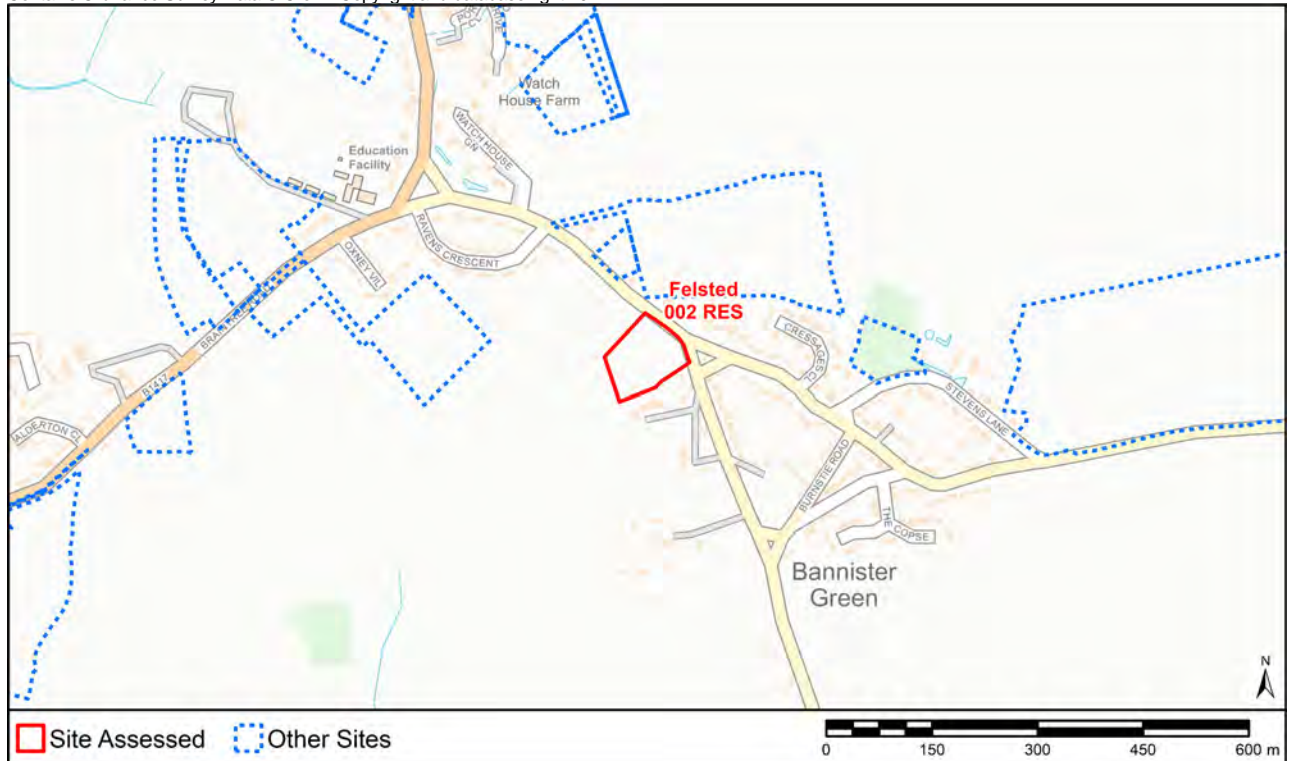 Watch
House Farm
WATCH HOUSE
GN
Education
Facility
RAVENS CRESCENT
OXNEY VIL
B1417
ALDERTON CL
Felsted
002 RES
CRESSAGES
CL
STEVENS LANE
BURNSTIE ROAD
THE COPSE
Bannister
Green
N
Site Assessed
Other Sites
0 150 300 450 600 m